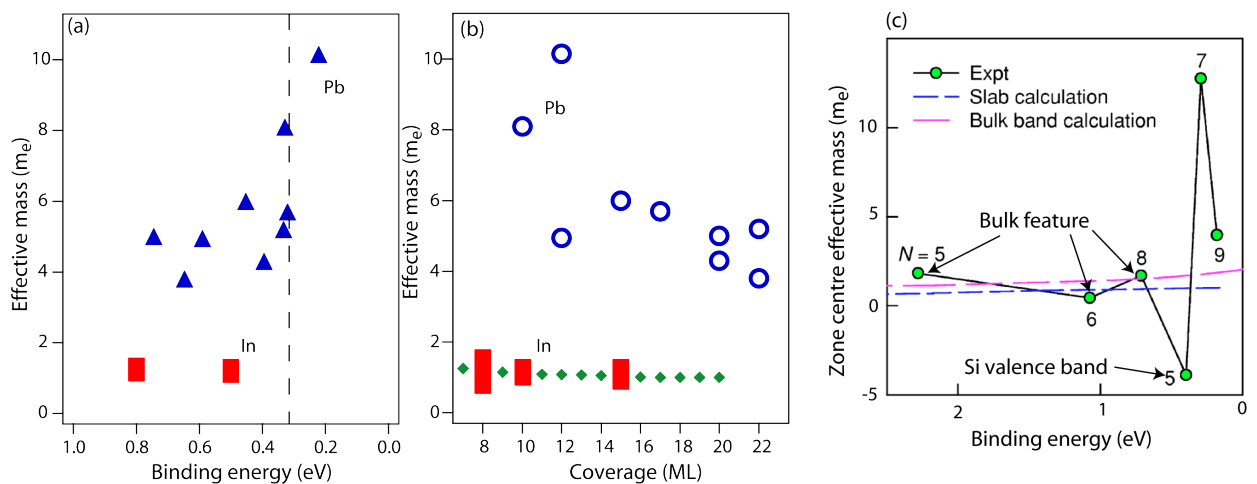 (a)
Effective mass (me)
10
8
6
4
2
0
Pb
In
1.0 0.8 0.6 0.4 0.2 0.0
Binding energy (eV)
(b)
Effective mass (me)
10
8
6
4
2
0
Pb
In
8 10 12 14 16 18 20 22
Coverage (ML)
(c)
Zone centre effective mass (me)
10
5
0
-5
Expt
Slab calculation
Bulk band calculation
7
Bulk feature
N = 5
8
9
6
Si valence band
5
2 1 0
Binding energy (eV)